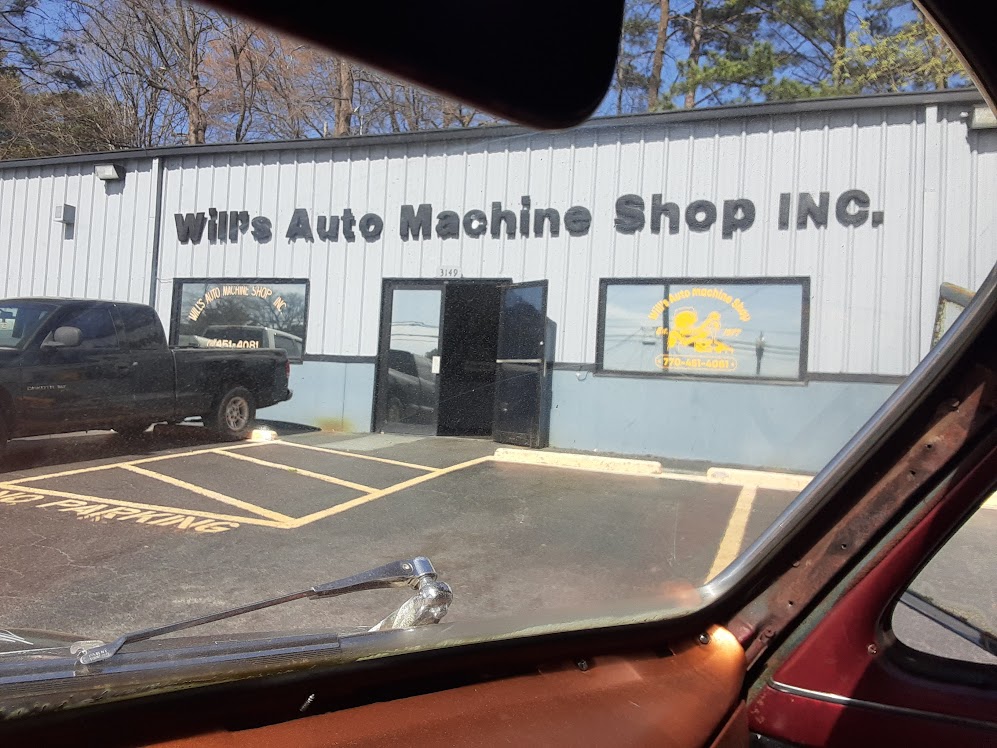 Will's Auto Machine Shop INC.
3149
WILL'S AUTO MACHINE SHOP INC
451-4081
Will's Auto Machine Shop
1977
770-451-4081
NO PARKING